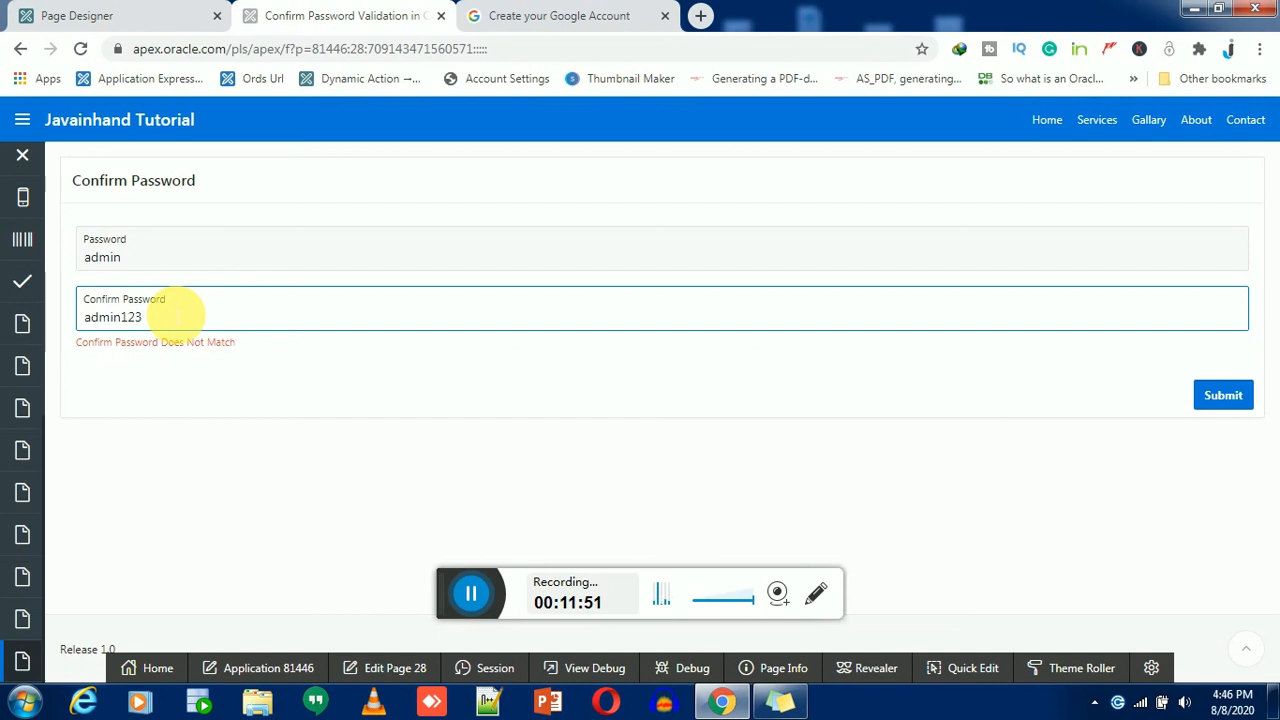 Page Designer
Confirm Password Validation in
Create your Google Account
apex.oracle.com/pls/apex/f?p=81446:28:709143471560571:::::
Apps
Application Express...
Ords Url
Dynamic Action -...
Account Settings
Thumbnail Maker
Generating a PDF-d...
AS_PDF, generating...
So what is an Oracl...
»
Other bookmarks
Javainhand Tutorial
Home
Services
Gallary
About
Contact
Confirm Password
Password
admin
Confirm Password
admin123
Confirm Password Does Not Match
Submit
Recording...
00:11:51
Release 1.0
Home
Application 81446
Edit Page 28
Session
View Debug
Debug
Page Info
Revealer
Quick Edit
Theme Roller
4:46 PM
8/8/2020